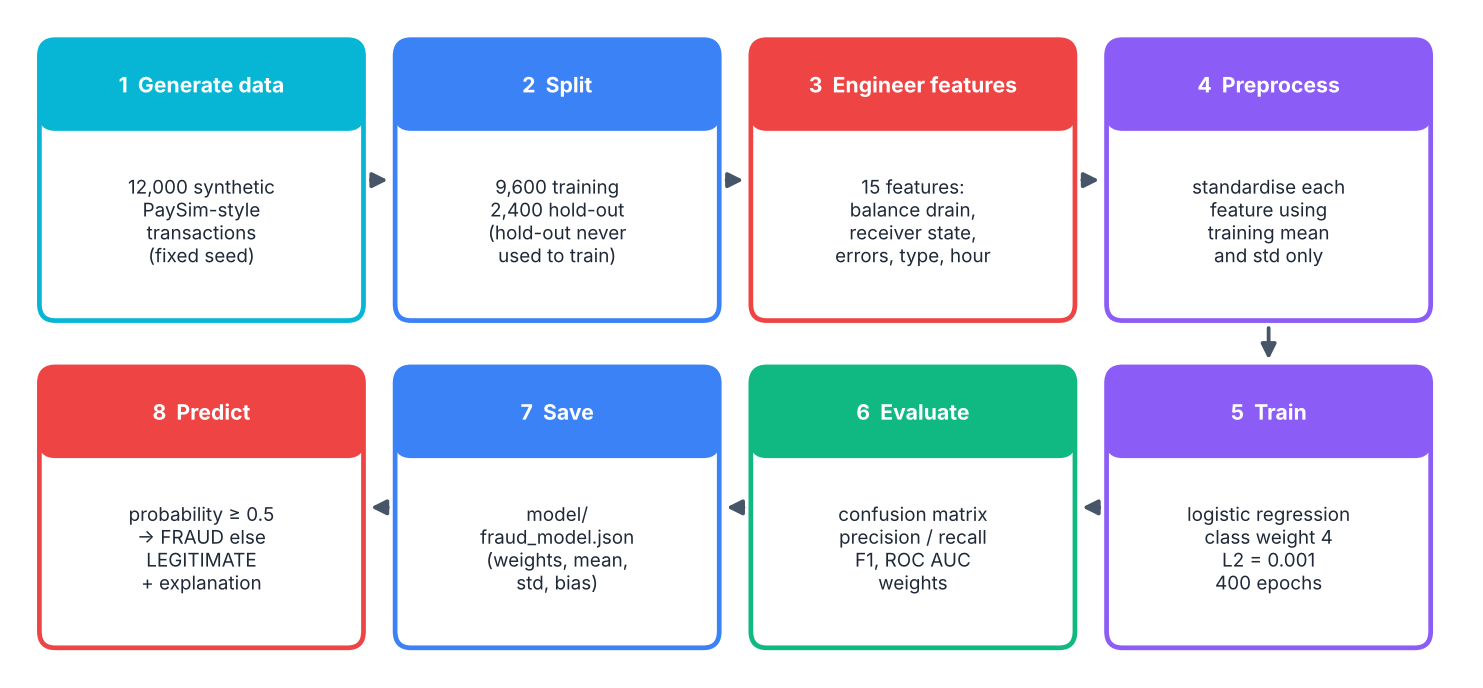 1 Generate data
12,000 synthetic
PaySim-style
transactions
(fixed seed)
2 Split
9,600 training
2,400 hold-out
(hold-out never
used to train)
3 Engineer features
15 features:
balance drain,
receiver state,
errors, type, hour
4 Preprocess
standardise each
feature using
training mean
and std only
5 Train
logistic regression
class weight 4
L2 = 0.001
400 epochs
6 Evaluate
confusion matrix
precision / recall
F1, ROC AUC
weights
7 Save
model/
fraud_model.json
(weights, mean,
std, bias)
8 Predict
probability ≥ 0.5
→ FRAUD else
LEGITIMATE
+ explanation